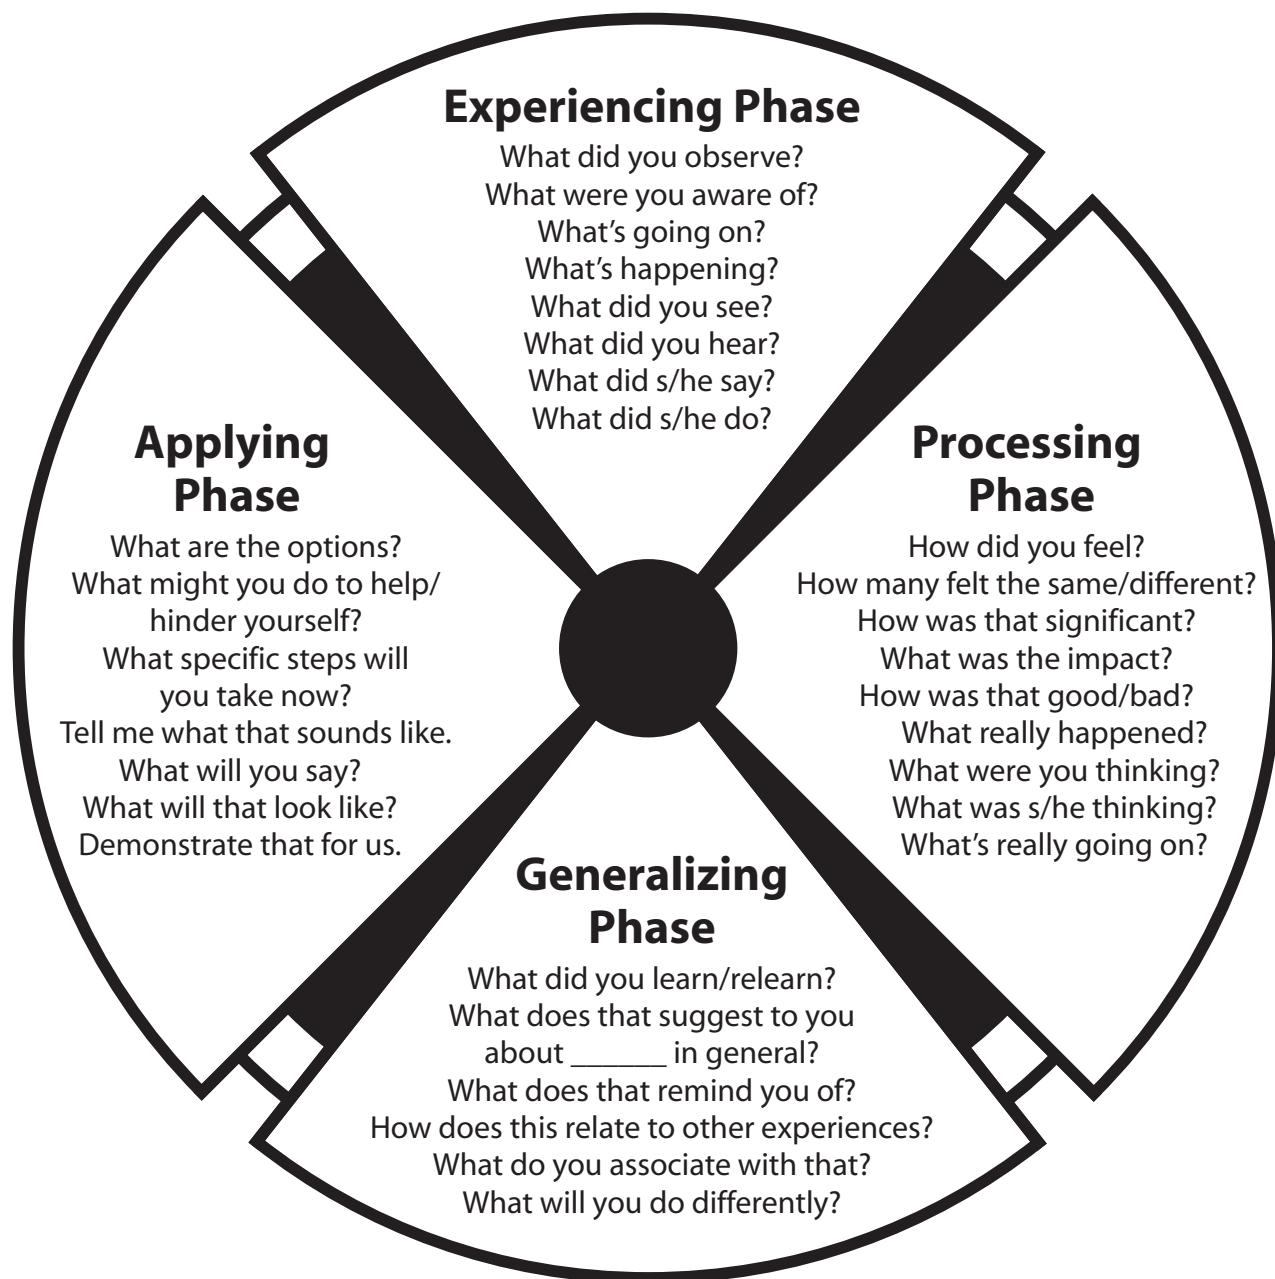 Experiencing Phase
What did you observe?
What were you aware of?
What's going on?
What's happening?
What did you see?
What did you hear?
What did s/he say?
What did s/he do?
Processing
Phase
How did you feel?
How many felt the same/different?
How was that significant?
What was the impact?
How was that good/bad?
What really happened?
What were you thinking?
What was s/he thinking?
What's really going on?
Generalizing
Phase
What did you learn/relearn?
What does that suggest to you
about ______ in general?
What does that remind you of?
How does this relate to other experiences?
What do you associate with that?
What will you do differently?
Applying
Phase
What are the options?
What might you do to help/
hinder yourself?
What specific steps will
you take now?
Tell me what that sounds like.
What will you say?
What will that look like?
Demonstrate that for us.